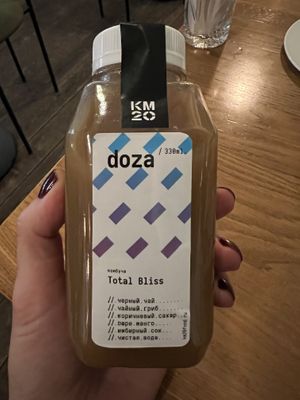 KM
20
doza
/ 330ml
комбуча
Total Bliss
//.черный.чай........
//.чайный.гриб.......
//.коричневый.сахар...
//.пюре.манго........
//.имбирный.сок......
//.чистая.вода.......